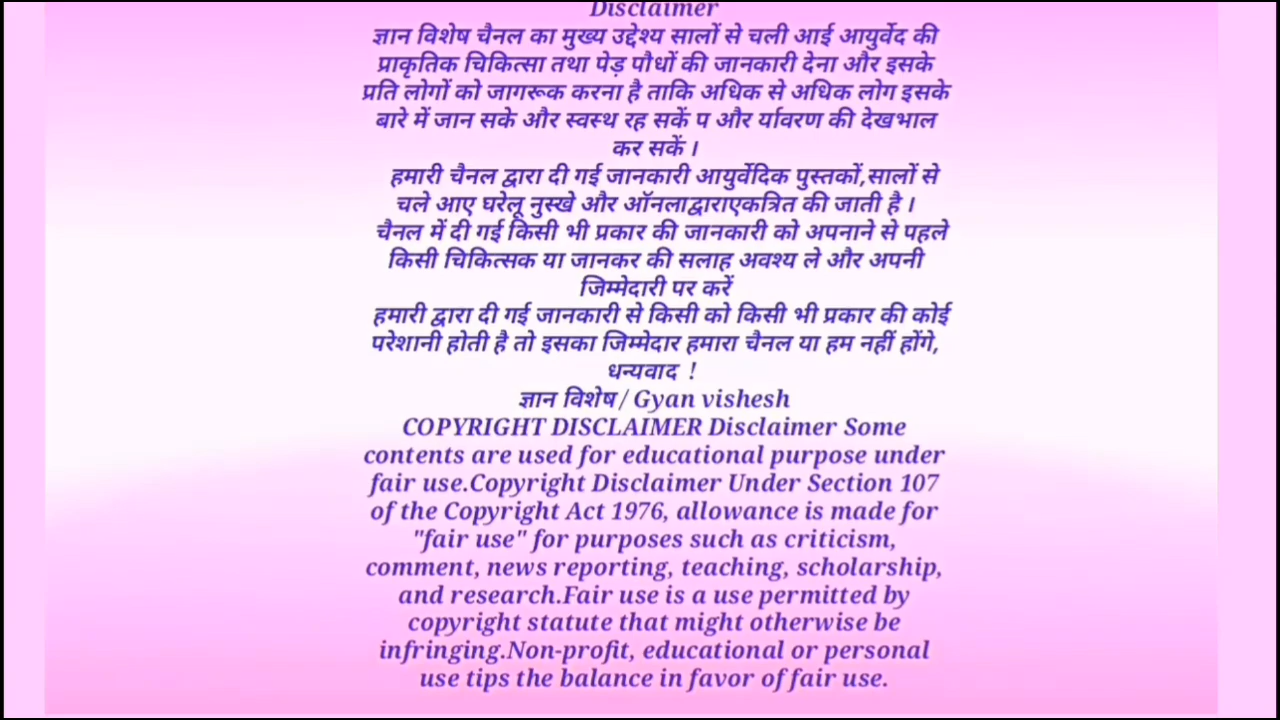 Disclaimer
ज्ञान विशेष चैनल का मुख्य उद्देश्य सालों से चली आई आयुर्वेद की
प्राकृतिक चिकित्सा तथा पेड़ पौधों की जानकारी देना और इसके
प्रति लोगों को जागरूक करना है ताकि अधिक से अधिक लोग इसके
बारे में जान सके और स्वस्थ रह सकें प और र्यावरण की देखभाल
कर सकें ।
हमारी चैनल द्वारा दी गई जानकारी आयुर्वेदिक पुस्तकों,सालों से
चले आए घरेलू नुस्खे और ऑनलाद्वाराएकत्रित की जाती है ।
चैनल में दी गई किसी भी प्रकार की जानकारी को अपनाने से पहले
किसी चिकित्सक या जानकर की सलाह अवश्य ले और अपनी
जिम्मेदारी पर करें
हमारी द्वारा दी गई जानकारी से किसी को किसी भी प्रकार की कोई
परेशानी होती है तो इसका जिम्मेदार हमारा चैनल या हम नहीं होंगे,
धन्यवाद !
ज्ञान विशेष/ Gyan vishesh
COPYRIGHT DISCLAIMER Disclaimer Some
contents are used for educational purpose under
fair use.Copyright Disclaimer Under Section 107
of the Copyright Act 1976, allowance is made for
"fair use" for purposes such as criticism,
comment, news reporting, teaching, scholarship,
and research.Fair use is a use permitted by
copyright statute that might otherwise be
infringing.Non-profit, educational or personal
use tips the balance in favor of fair use.